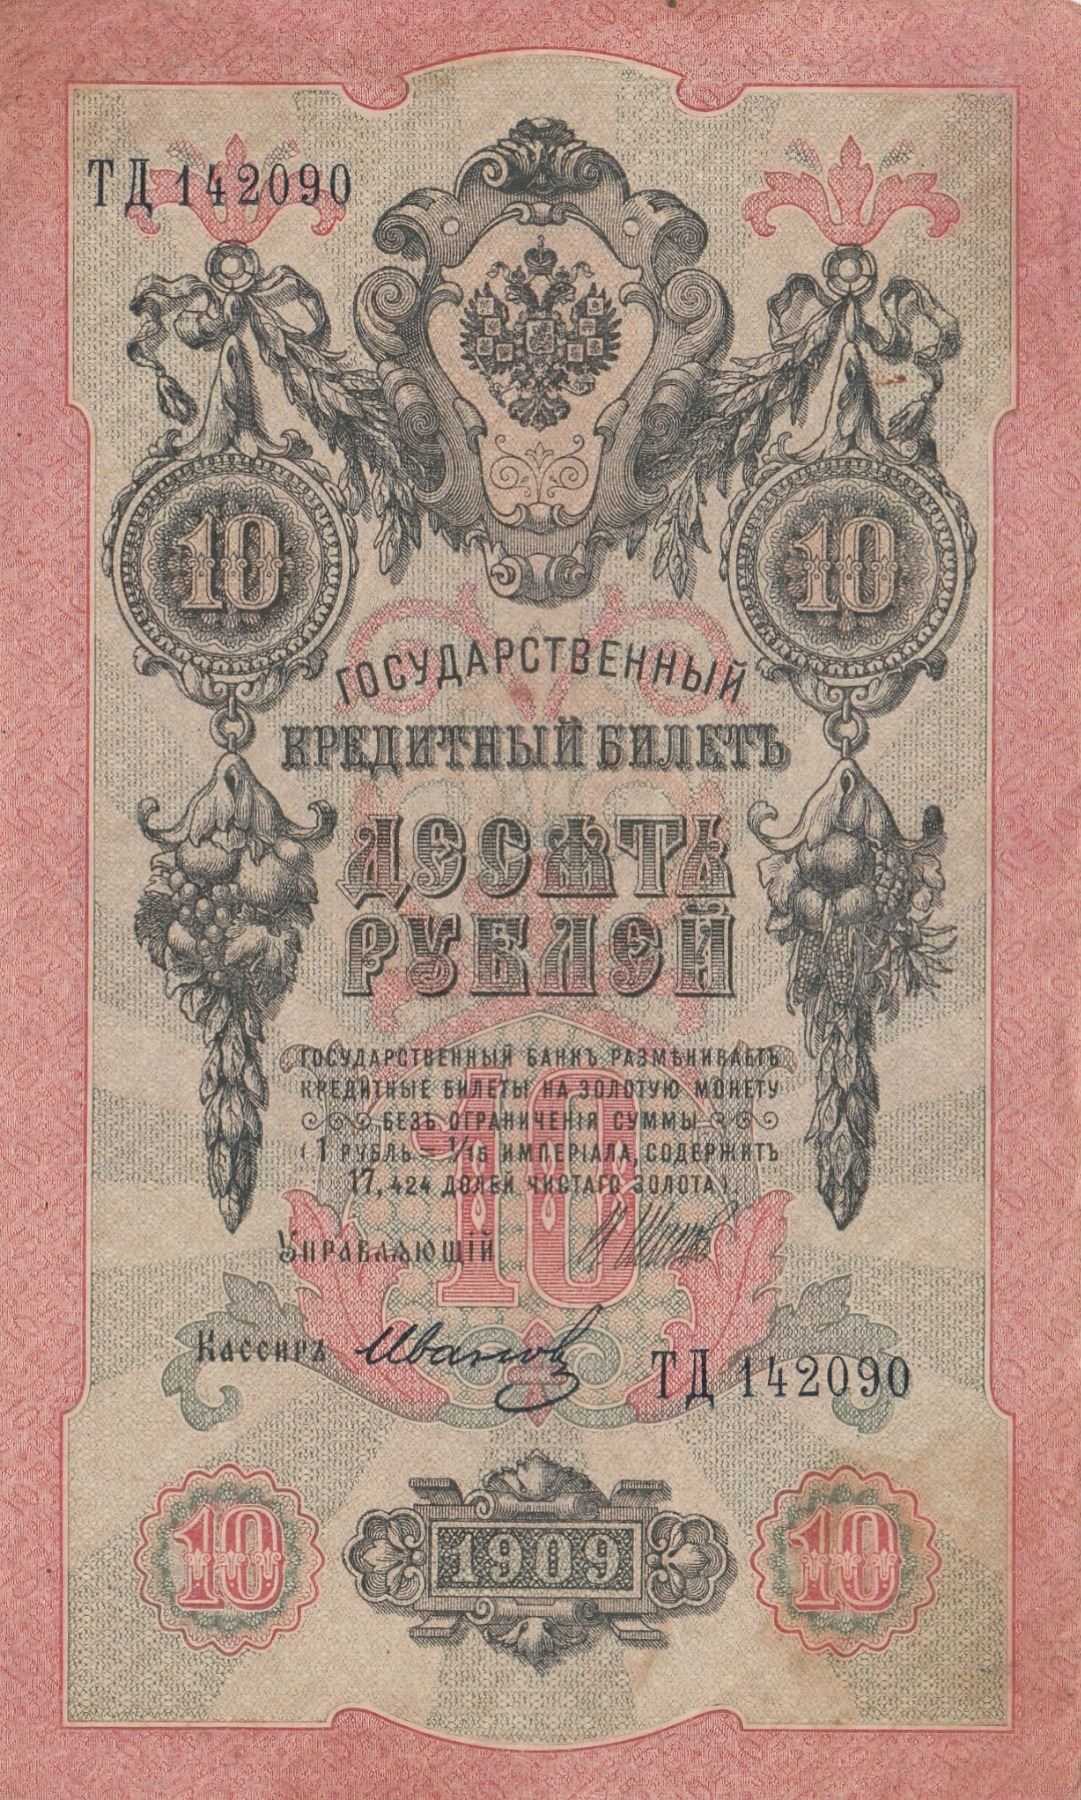 ТД 142090
10 10
ГОСУДАРСТВЕННЫЙ
КРЕДИТНЫЙ БИЛЕТЪ
ДЕСЯТЬ
РУБЛЕЙ
ГОСУДАРСТВЕННЫЙ БАНКЪ РАЗМѢНИВАЕТЪ
КРЕДИТНЫЕ БИЛЕТЫ НА ЗОЛОТУЮ МОНЕТУ
БЕЗЪ ОГРАНИЧЕНІЯ СУММЫ
(1 РУБЛЬ = 1/15 ИМПЕРІАЛА, СОДЕРЖИТЪ
17,424 ДОЛЕЙ ЧИСТАГО ЗОЛОТА)
10
Управляющій
Кассиръ Иванов
ТД 142090
10 1909 10